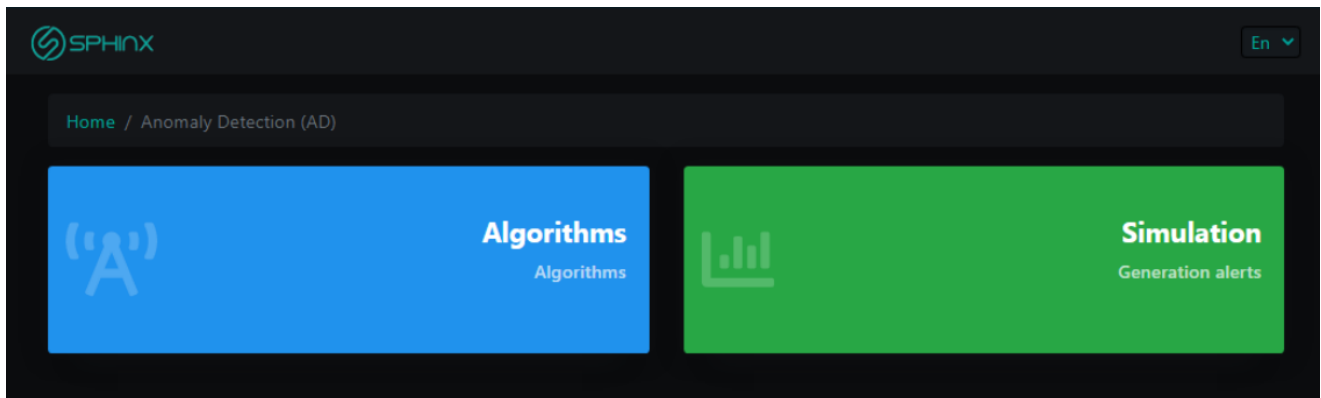 SPHINX
En
Home / Anomaly Detection (AD)
Algorithms
Algorithms
Simulation
Generation alerts